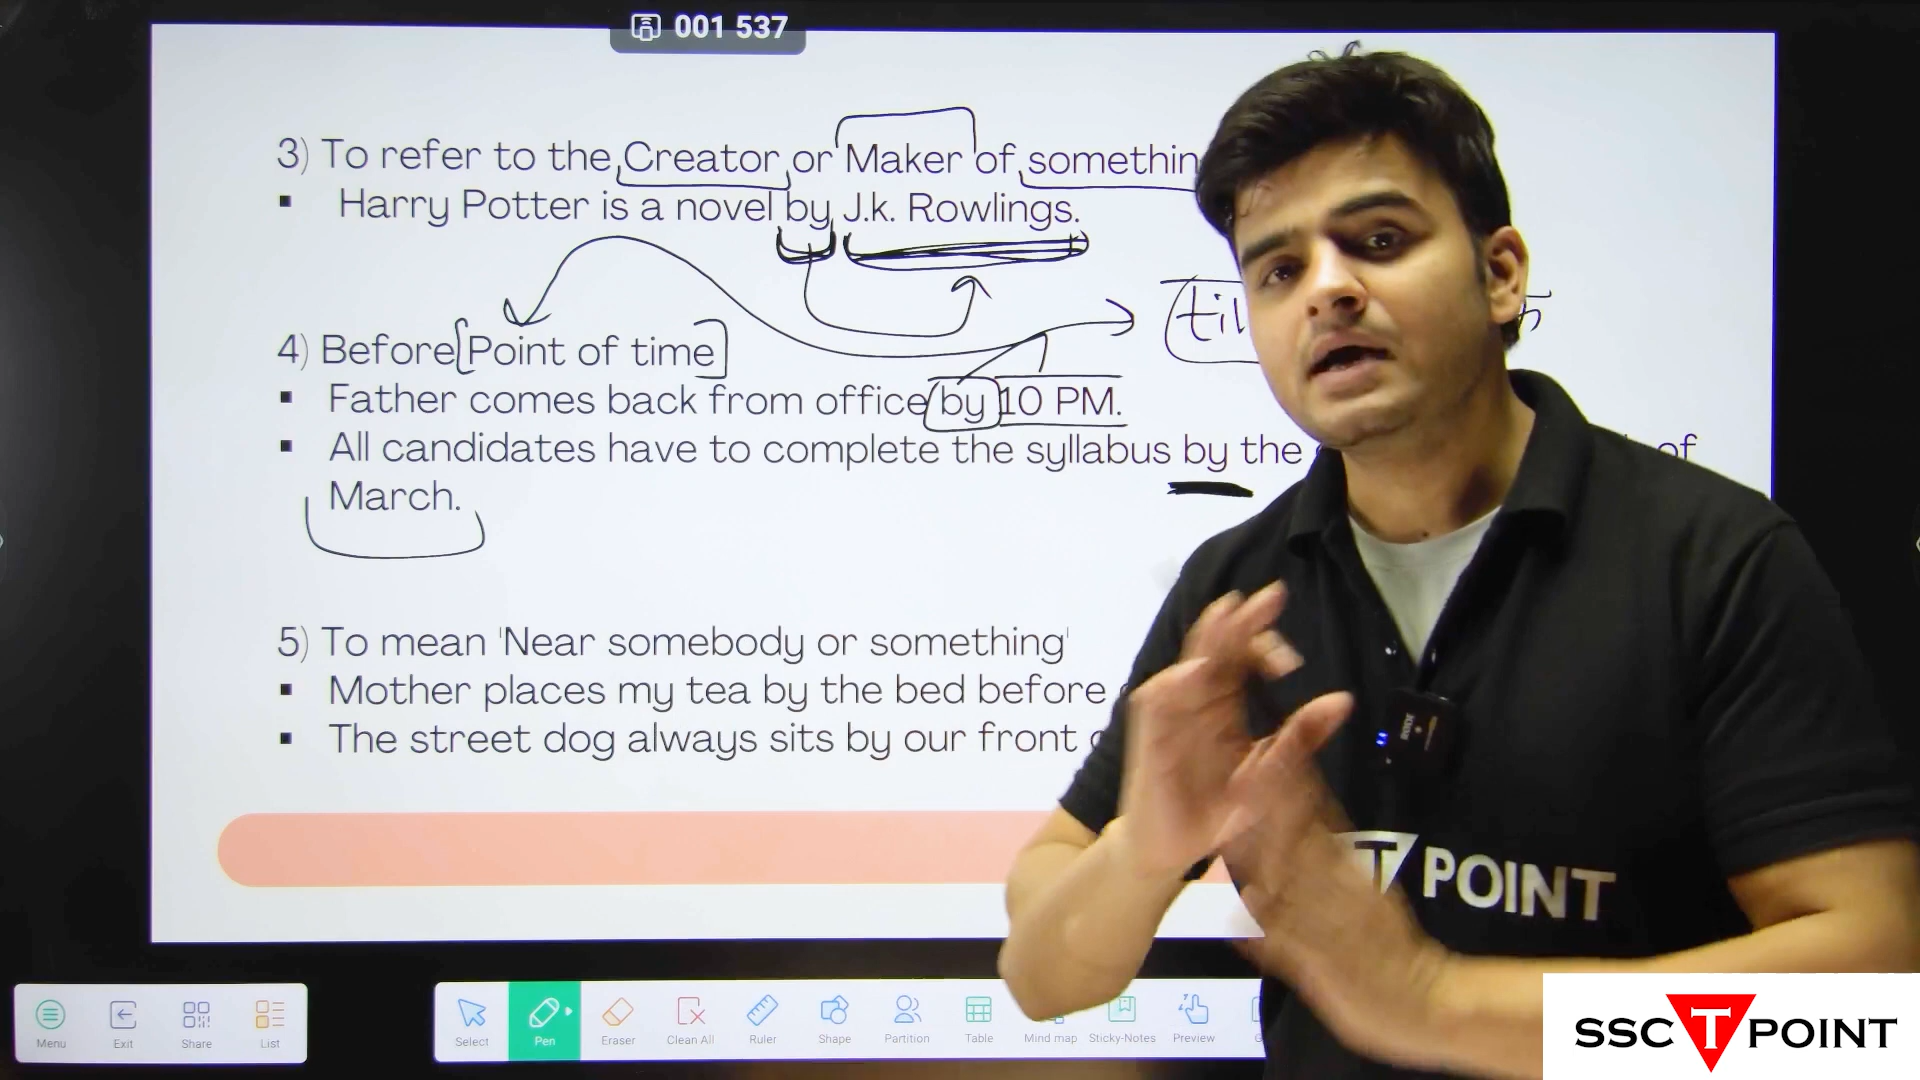 001 537
3) To refer to the Creator or Maker of somethin
▪ Harry Potter is a novel by J.k. Rowlings.
til
4) Before Point of time
▪ Father comes back from office by 10 PM.
▪ All candidates have to complete the syllabus by the of
March.
5) To mean 'Near somebody or something'
▪ Mother places my tea by the bed before
▪ The street dog always sits by our front
T POINT
Menu Exit Share List Select Pen Eraser Clean All Ruler Shape Partition Table Mind map Sticky-Notes Preview
SSC T POINT